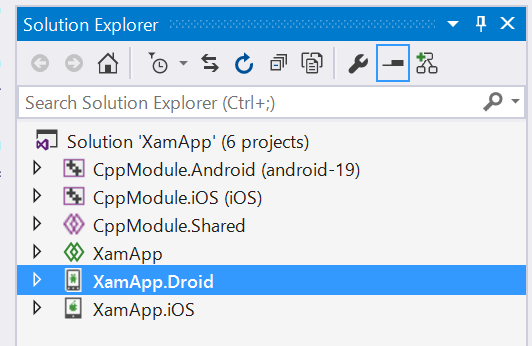 Solution Explorer
Search Solution Explorer (Ctrl+;)
Solution 'XamApp' (6 projects)
CppModule.Android (android-19)
CppModule.iOS (iOS)
CppModule.Shared
XamApp
XamApp.Droid
XamApp.iOS